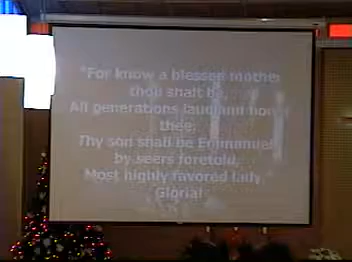 "For know a blessed mother
thou shalt be,
All generations laud and honor
thee;
Thy son shall be Emmanuel
by seers foretold,
Most highly favored lady,"
Gloria!